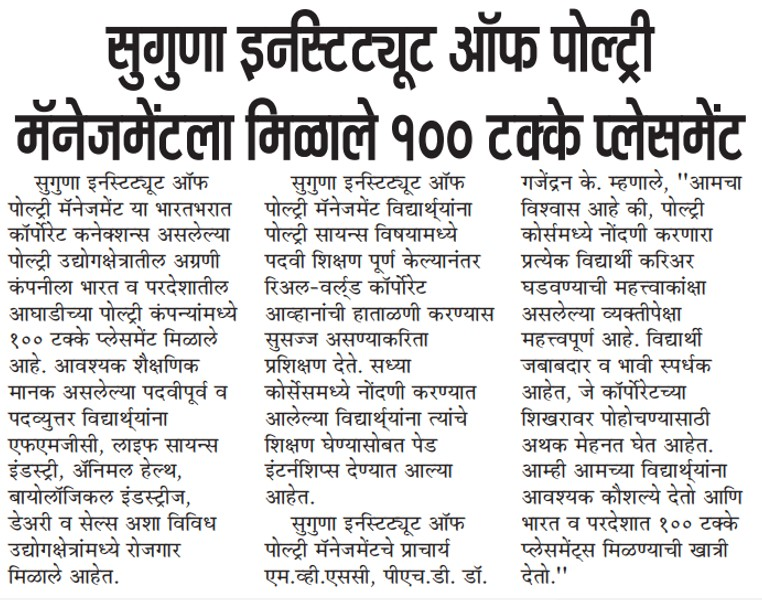 सुगुणा इनस्टिट्यूट ऑफ पोल्ट्री
मॅनेजमेंटला मिळाले १०० टक्के प्लेसमेंट
सुगुणा इनस्टिट्यूट ऑफ
पोल्ट्री मॅनेजमेंट या भारतभरात
कॉर्पोरेट कनेक्शन्स असलेल्या
पोल्ट्री उद्योगक्षेत्रातील अग्रणी
कंपनीला भारत व परदेशातील
आघाडीच्या पोल्ट्री कंपन्यांमध्ये
१०० टक्के प्लेसमेंट मिळाले
आहे. आवश्यक शैक्षणिक
मानक असलेल्या पदवीपूर्व व
पदव्युत्तर विद्यार्थ्यांना
एफएमजीसी, लाइफ सायन्स
इंडस्ट्री, ॲनिमल हेल्थ,
बायोलॉजिकल इंडस्ट्रीज,
डेअरी व सेल्स अशा विविध
उद्योगक्षेत्रांमध्ये रोजगार
मिळाले आहेत.
सुगुणा इनस्टिट्यूट ऑफ
पोल्ट्री मॅनेजमेंट विद्यार्थ्यांना
पोल्ट्री सायन्स विषयामध्ये
पदवी शिक्षण पूर्ण केल्यानंतर
रिअल-वर्ल्ड कॉर्पोरेट
आव्हानांची हाताळणी करण्यास
सुसज्ज असण्याकरिता
प्रशिक्षण देते. सध्या
कोर्सेसमध्ये नोंदणी करण्यात
आलेल्या विद्यार्थ्यांना त्यांचे
शिक्षण घेण्यासोबत पेड
इंटर्नशिप्स देण्यात आल्या
आहेत.
सुगुणा इनस्टिट्यूट ऑफ
पोल्ट्री मॅनेजमेंटचे प्राचार्य
एम.व्ही.एससी, पीएच.डी. डॉ.
गजेंद्रन के. म्हणाले, "आमचा
विश्वास आहे की, पोल्ट्री
कोर्समध्ये नोंदणी करणारा
प्रत्येक विद्यार्थी करिअर
घडवण्याची महत्त्वाकांक्षा
असलेल्या व्यक्तीपेक्षा
महत्त्वपूर्ण आहे. विद्यार्थी
जबाबदार व भावी स्पर्धक
आहेत, जे कॉर्पोरेटच्या
शिखरावर पोहोचण्यासाठी
अथक मेहनत घेत आहेत.
आम्ही आमच्या विद्यार्थ्यांना
आवश्यक कौशल्ये देतो आणि
भारत व परदेशात १०० टक्के
प्लेसमेंट्स मिळण्याची खात्री
देतो."